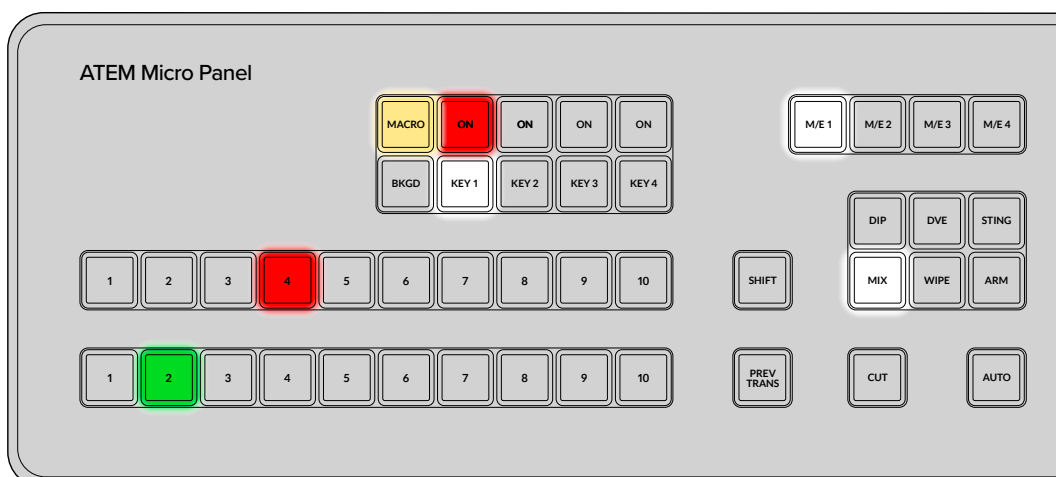 ATEM Micro Panel
MACRO ON ON ON ON
M/E 1 M/E 2 M/E 3 M/E 4
BKGD KEY 1 KEY 2 KEY 3 KEY 4
DIP DVE STING
1 2 3 4 5 6 7 8 9 10
SHIFT
MIX WIPE ARM
1 2 3 4 5 6 7 8 9 10
PREV
TRANS
CUT
AUTO